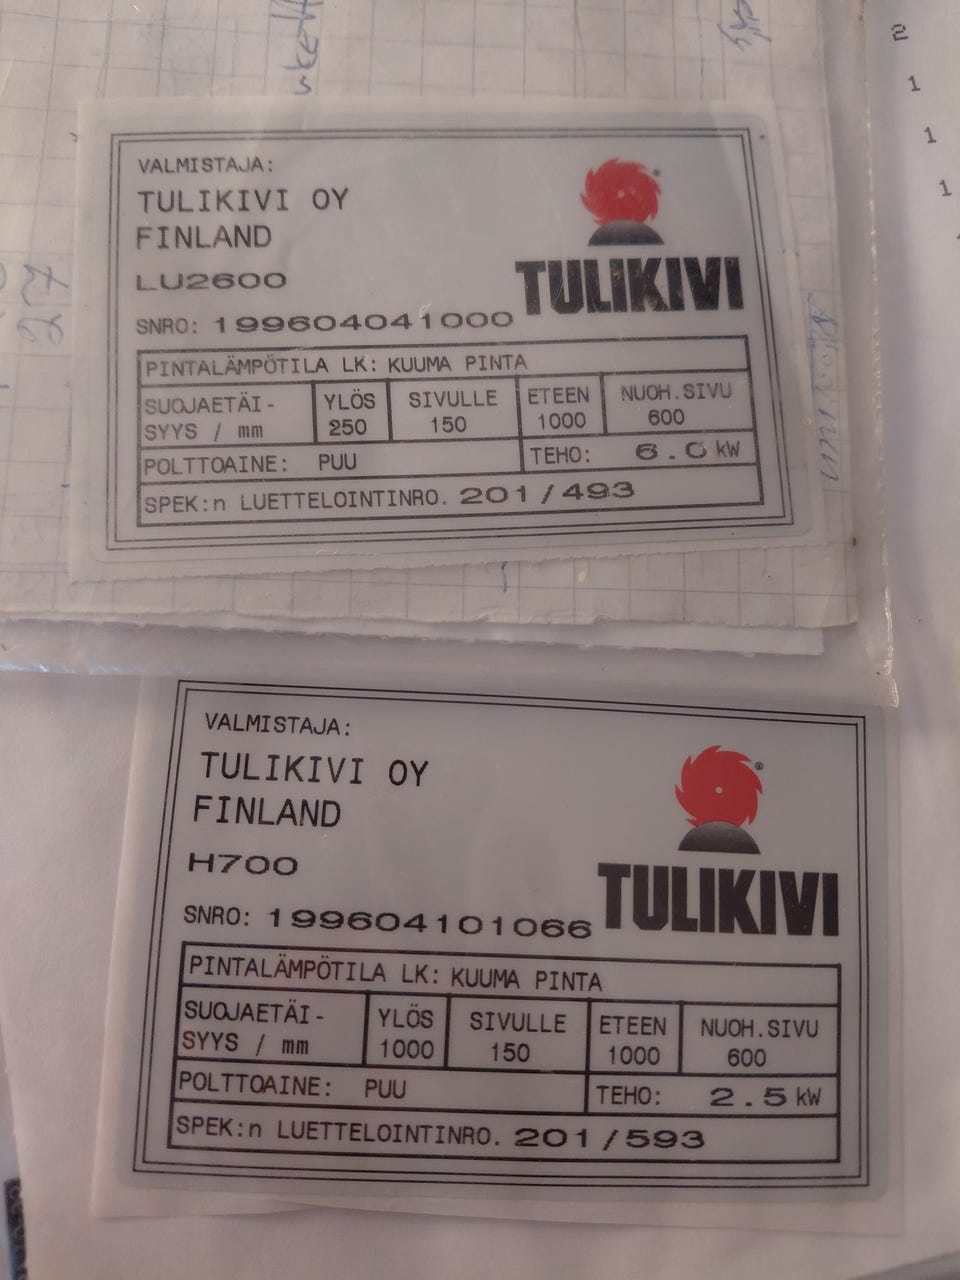 2
1
1
1
27
VALMISTAJA:
TULIKIVI OY
FINLAND
LU2600
SNRO: 199604041000
®
TULIKIVI
PINTALÄMPÖTILA LK: KUUMA PINTA
SUOJAETÄI-
SYYS / mm
YLÖS
250
SIVULLE
150
ETEEN
1000
NUOH.SIVU
600
POLTTOAINE: PUU
TEHO: 6.0 kW
SPEK:n LUETTELOINTINRO. 201/493
VALMISTAJA:
TULIKIVI OY
FINLAND
H700
SNRO: 199604101066
®
TULIKIVI
PINTALÄMPÖTILA LK: KUUMA PINTA
SUOJAETÄI-
SYYS / mm
YLÖS
1000
SIVULLE
150
ETEEN
1000
NUOH.SIVU
600
POLTTOAINE: PUU
TEHO: 2.5 kW
SPEK:n LUETTELOINTINRO. 201/593